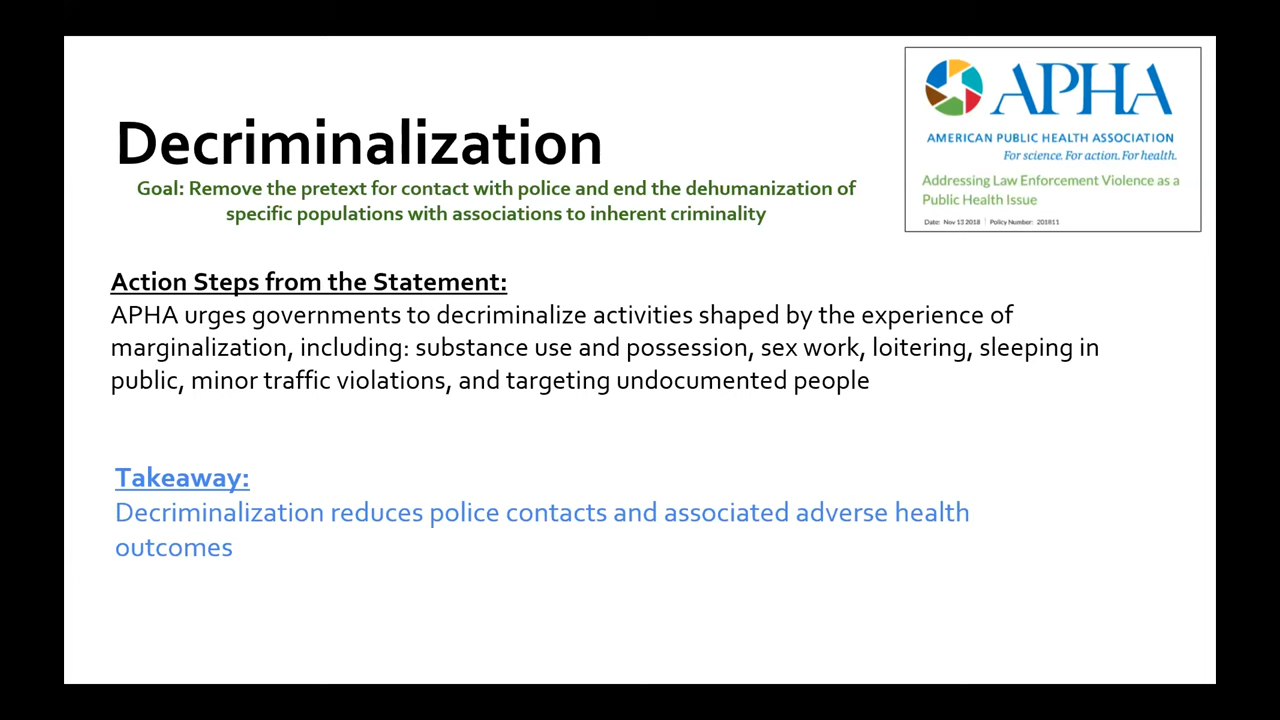 Decriminalization
Goal: Remove the pretext for contact with police and end the dehumanization of
specific populations with associations to inherent criminality
APHA
AMERICAN PUBLIC HEALTH ASSOCIATION
For science. For action. For health.
Addressing Law Enforcement Violence as a
Public Health Issue
Date: Nov 13 2018 | Policy Number: 201811
Action Steps from the Statement:
APHA urges governments to decriminalize activities shaped by the experience of
marginalization, including: substance use and possession, sex work, loitering, sleeping in
public, minor traffic violations, and targeting undocumented people
Takeaway:
Decriminalization reduces police contacts and associated adverse health
outcomes